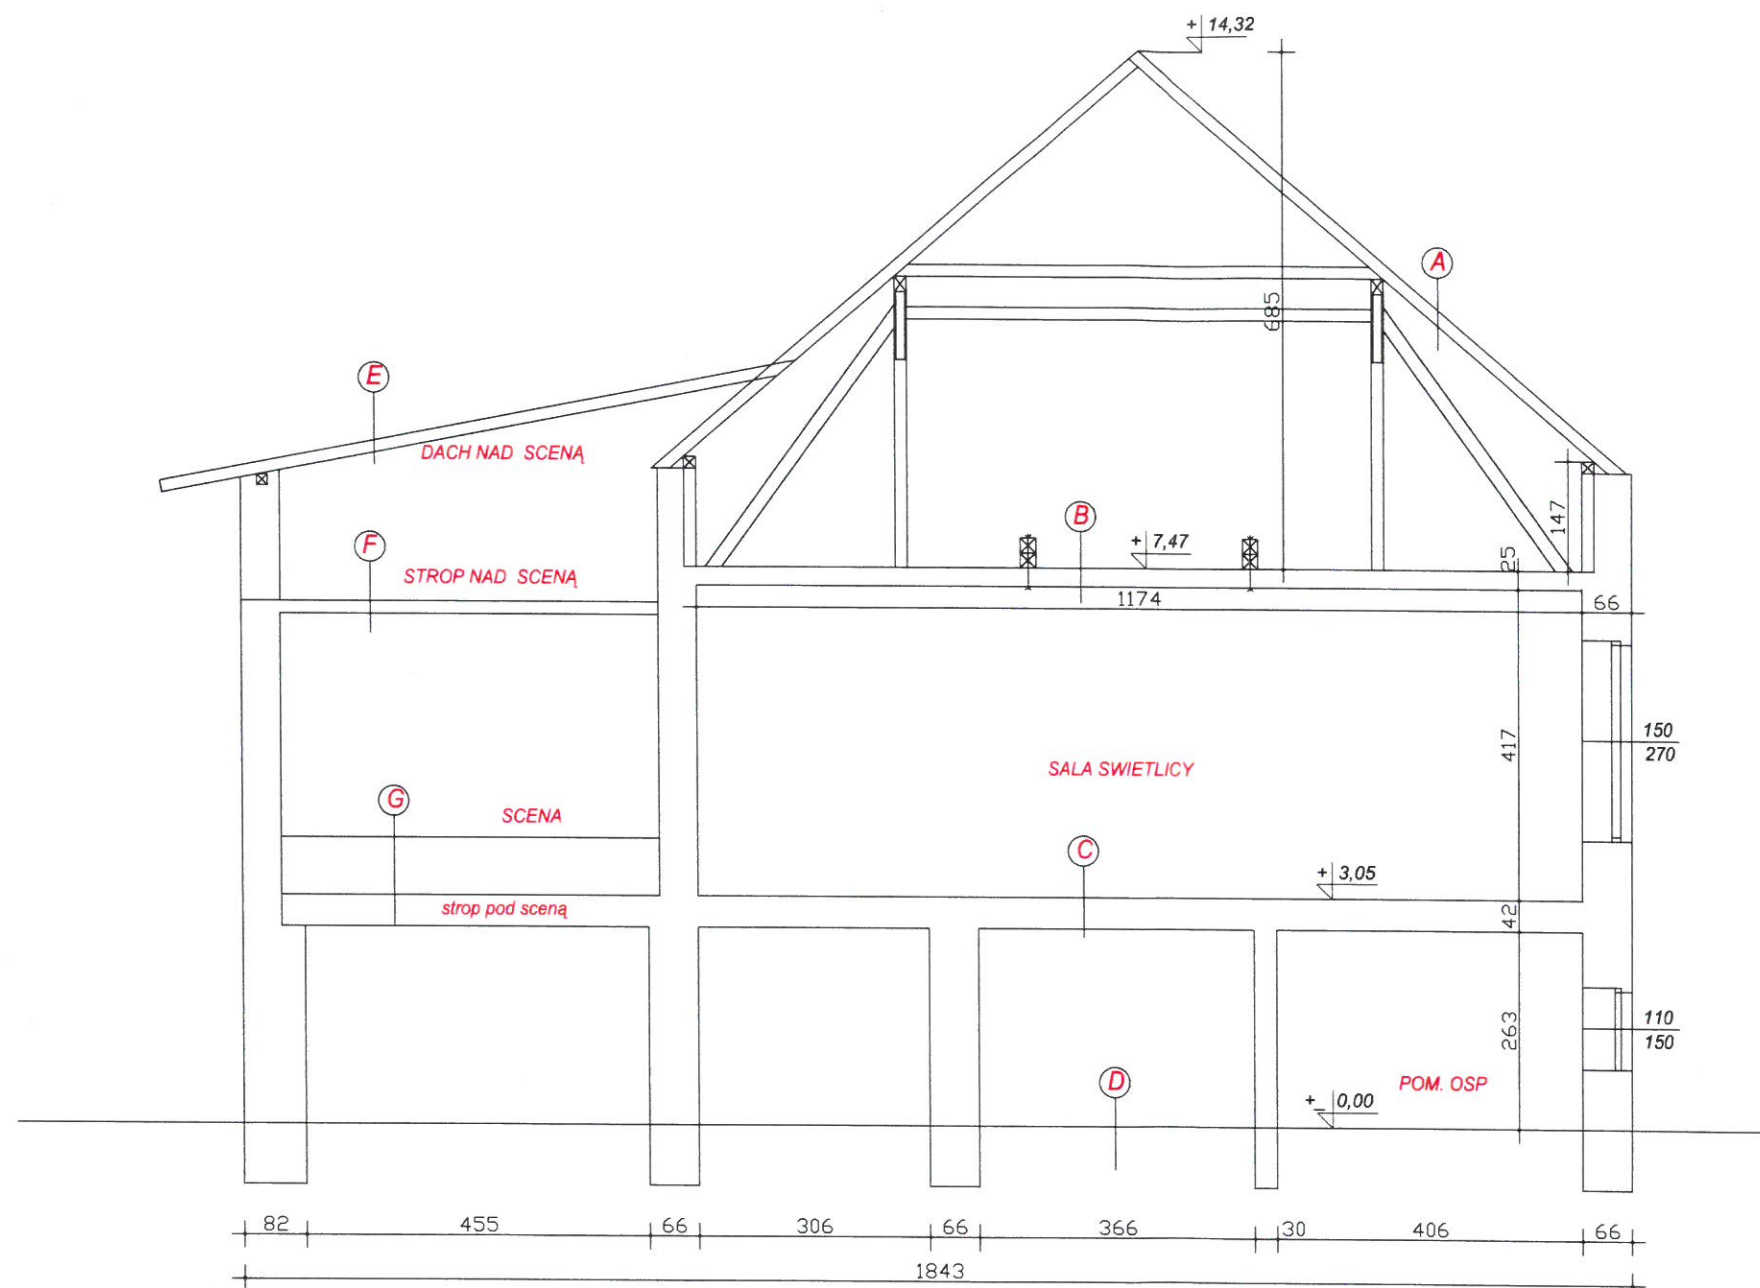 + 14,32
A
685
E
DACH NAD SCENĄ
B
147
F
+ 7,47
STROP NAD SCENĄ
25
1174
66
150
270
417
SALA SWIETLICY
G
SCENA
C
+ 3,05
strop pod sceną
42
263
110
150
D
POM. OSP
+_ 0,00
82
455
66
306
66
366
30
406
66
1843